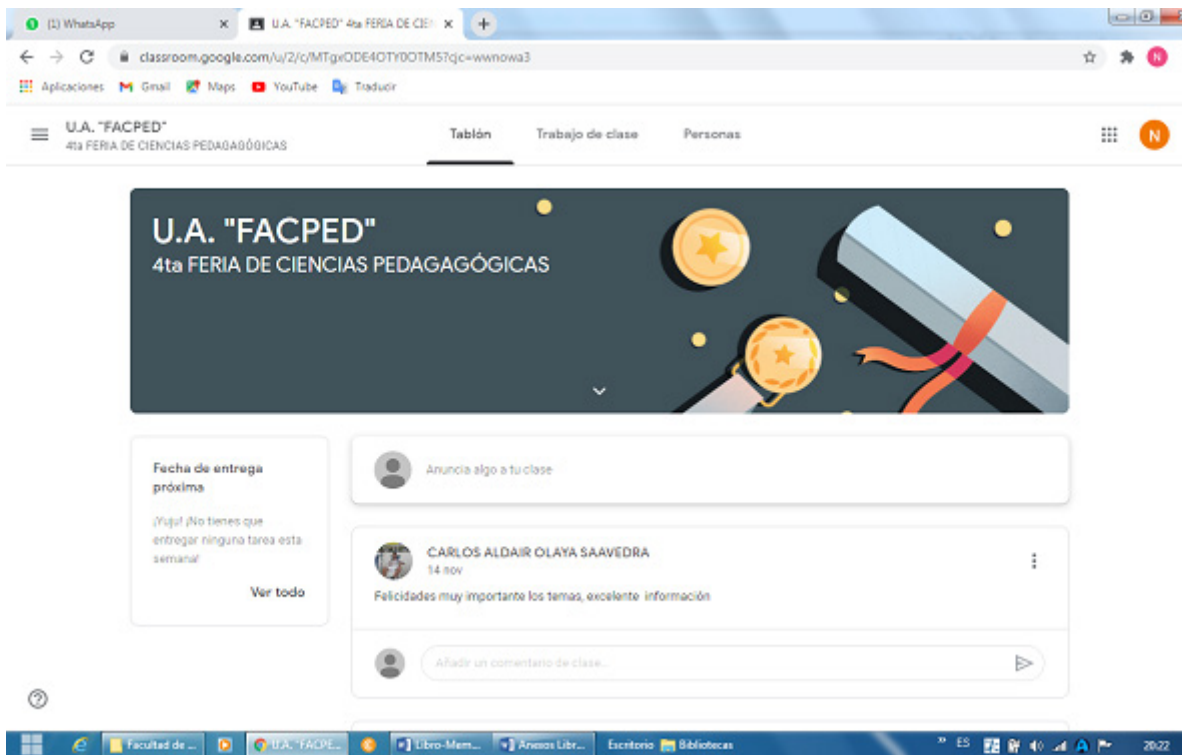 (1) WhatsApp
U.A. "FACPED" 4ta FERIA DE CIEN
classroom.google.com/u/2/c/MTgxODE4OTY0OTM5?cjc=wwnowa3
N
Aplicaciones Gmail Maps YouTube Traducir
U.A. "FACPED"
4ta FERIA DE CIENCIAS PEDAGAGÓGICAS
Tablón Trabajo de clase Personas
N
U.A. "FACPED"
4ta FERIA DE CIENCIAS PEDAGAGÓGICAS
Fecha de entrega
próxima
¡Yuju! ¡No tienes que
entregar ninguna tarea esta
semana!
Ver todo
Anuncia algo a tu clase
CARLOS ALDAIR OLAYA SAAVEDRA
14 nov
Felicidades muy importante los temas, excelente información
Añadir un comentario de clase...
Facultad de ... U.A. "FACPE... Libro-Mem... Anexos Libr... Escritorio Bibliotecas » ES 20:22